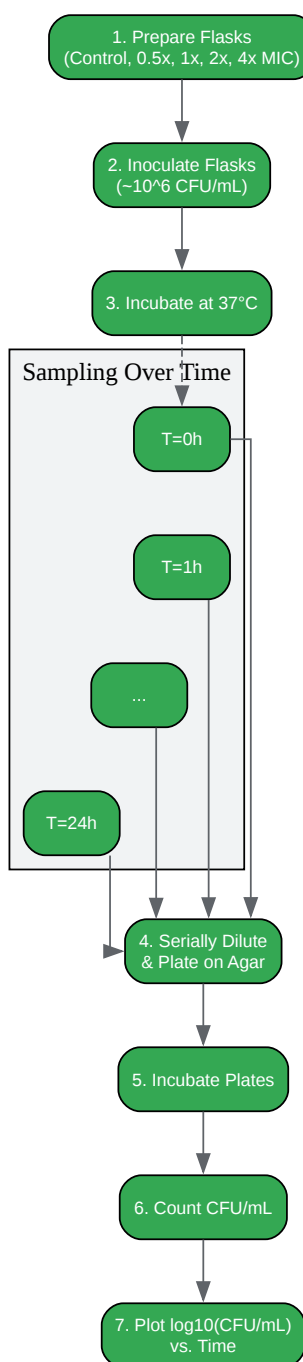 1. Prepare Flasks
(Control, 0.5x, 1x, 2x, 4x MIC)
2. Inoculate Flasks
(~10^6 CFU/mL)
3. Incubate at 37°C
Sampling Over Time
T=0h
T=1h
...
T=24h
4. Serially Dilute
& Plate on Agar
5. Incubate Plates
6. Count CFU/mL
7. Plot log10(CFU/mL)
vs. Time